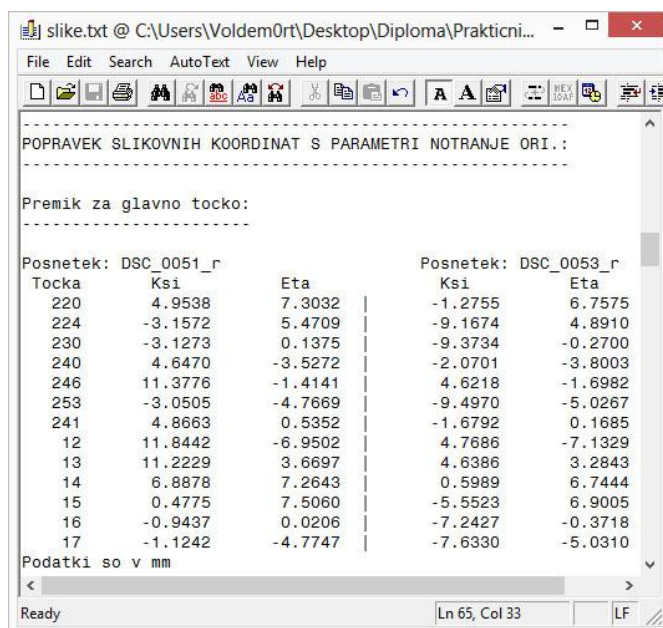 slike.txt @ C:\Users\Voldem0rt\Desktop\Diploma\Prakticni...
File Edit Search AutoText View Help
POPRAVEK SLIKOVNIH KOORDINAT S PARAMETRI NOTRANJE ORI.:
Premik za glavno tocko:
Posnetek: DSC_0051_r Posnetek: DSC_0053_r
Tocka Ksi Eta Ksi Eta
220 4.9538 7.3032 | -1.2755 6.7575
224 -3.1572 5.4709 | -9.1674 4.8910
230 -3.1273 0.1375 | -9.3734 -0.2700
240 4.6470 -3.5272 | -2.0701 -3.8003
246 11.3776 -1.4141 | 4.6218 -1.6982
253 -3.0505 -4.7669 | -9.4970 -5.0267
241 4.8663 0.5352 | -1.6792 0.1685
12 11.8442 -6.9502 | 4.7686 -7.1329
13 11.2229 3.6697 | 4.6386 3.2843
14 6.8878 7.2643 | 0.5989 6.7444
15 0.4775 7.5060 | -5.5523 6.9005
16 -0.9437 0.0206 | -7.2427 -0.3718
17 -1.1242 -4.7747 | -7.6330 -5.0310
Podatki so v mm
Ready Ln 65, Col 33 LF